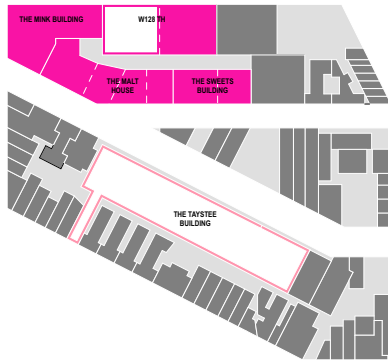 THE MINK BUILDING
W128 TH
THE MALT
HOUSE
THE SWEETS
BUILDING
THE TAYSTEE
BUILDING